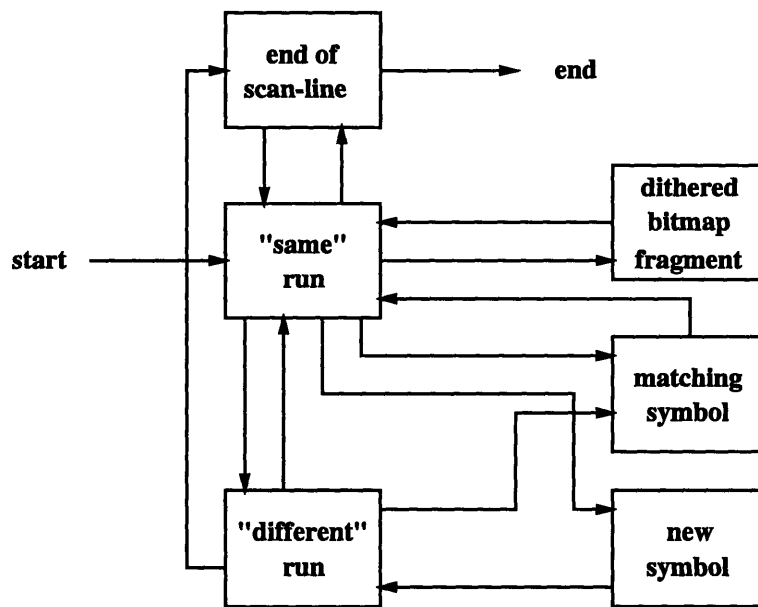 end of
scan-line
end
dithered
bitmap
fragment
"same"
run
start
matching
symbol
"different"
run
new
symbol